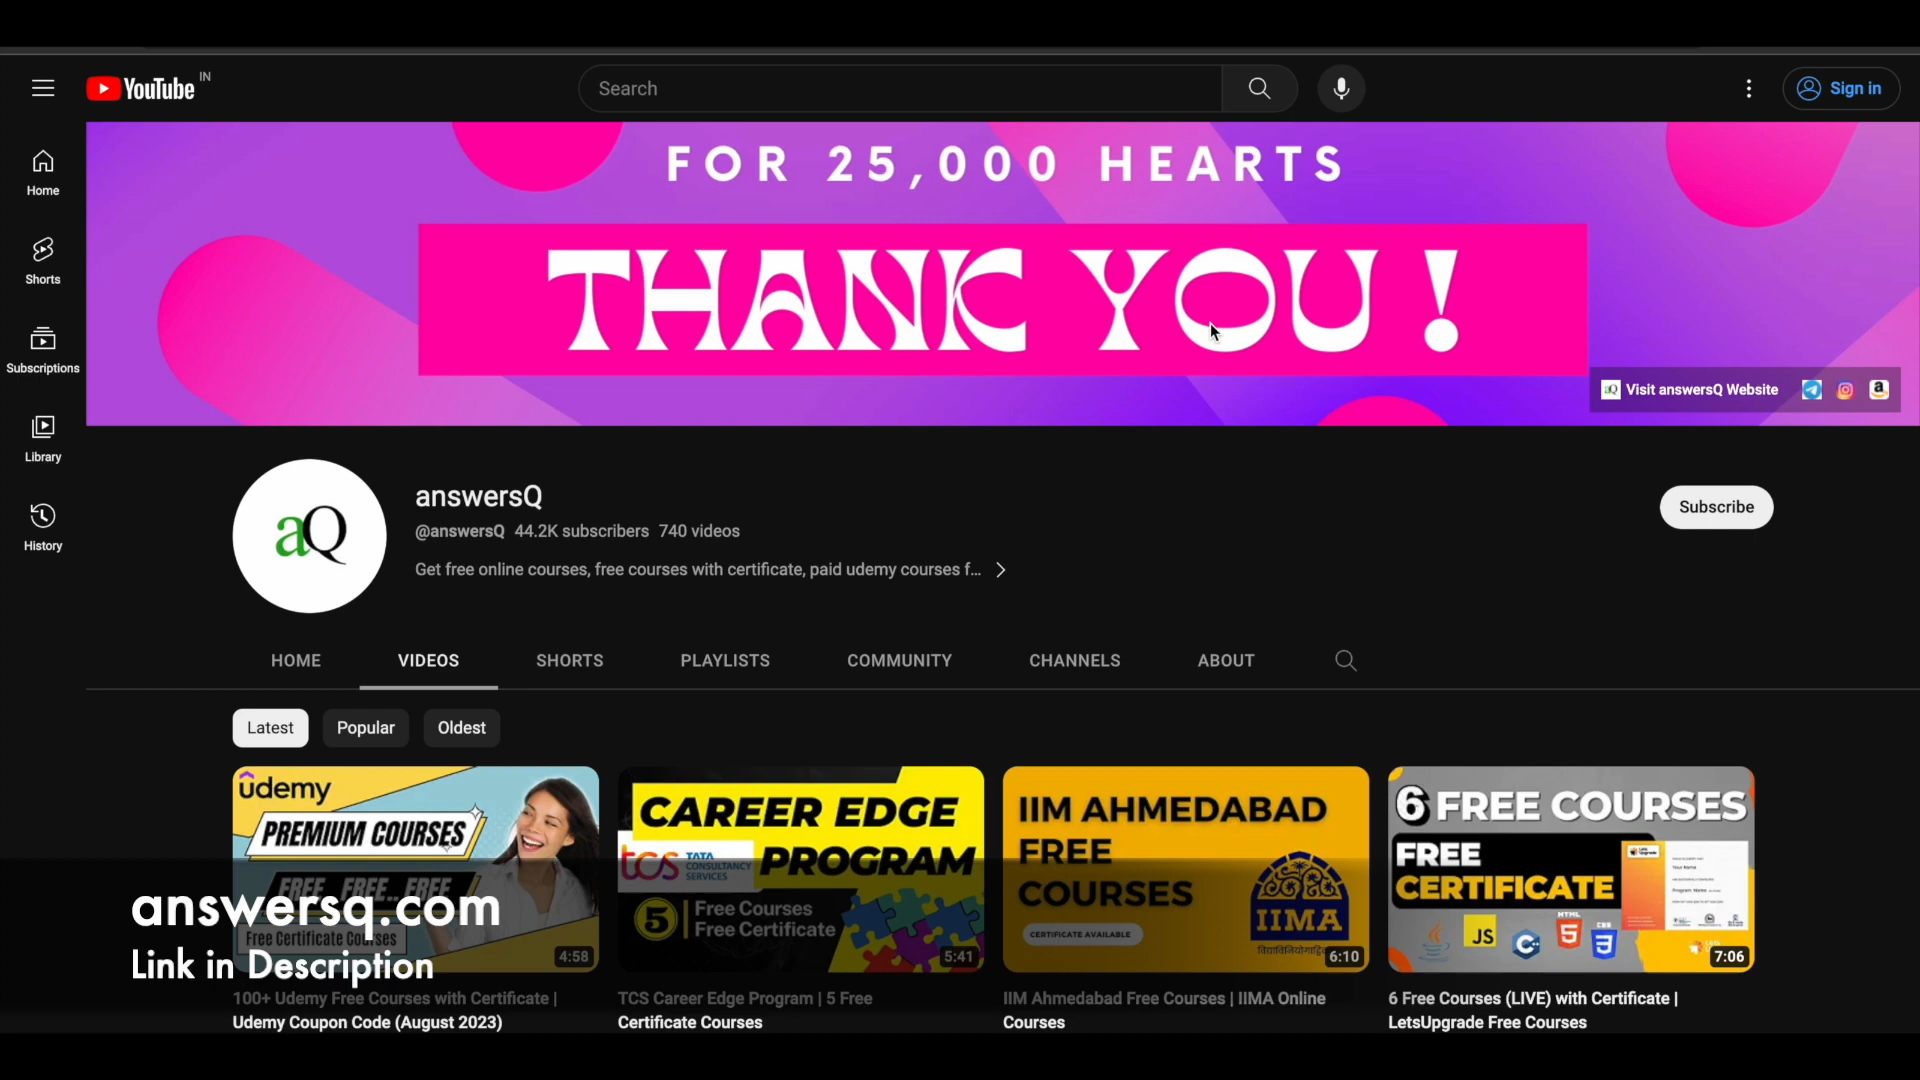 YouTube IN
Search
Sign in
Home
Shorts
Subscriptions
Library
History
FOR 25,000 HEARTS
THANK YOU !
Visit answersQ Website
aQ
answersQ
@answersQ 44.2K subscribers 740 videos
Get free online courses, free courses with certificate, paid udemy courses f...
Subscribe
HOME VIDEOS SHORTS PLAYLISTS COMMUNITY CHANNELS ABOUT
Latest Popular Oldest
udemy
PREMIUM COURSES
FREE...FREE...FREE
Free Certificate Courses
4:58
CAREER EDGE
tcs TATA
CONSULTANCY
SERVICES
PROGRAM
5 Free Courses
Free Certificate
5:41
IIM AHMEDABAD
FREE
COURSES
CERTIFICATE AVAILABLE
IIMA
6:10
6 FREE COURSES
FREE
CERTIFICATE
JS
HTML
CSS
7:06
answersq.com
Link in Description
100+ Udemy Free Courses with Certificate |
Udemy Coupon Code (August 2023)
TCS Career Edge Program | 5 Free
Certificate Courses
IIM Ahmedabad Free Courses | IIMA Online
Courses
6 Free Courses (LIVE) with Certificate |
LetsUpgrade Free Courses